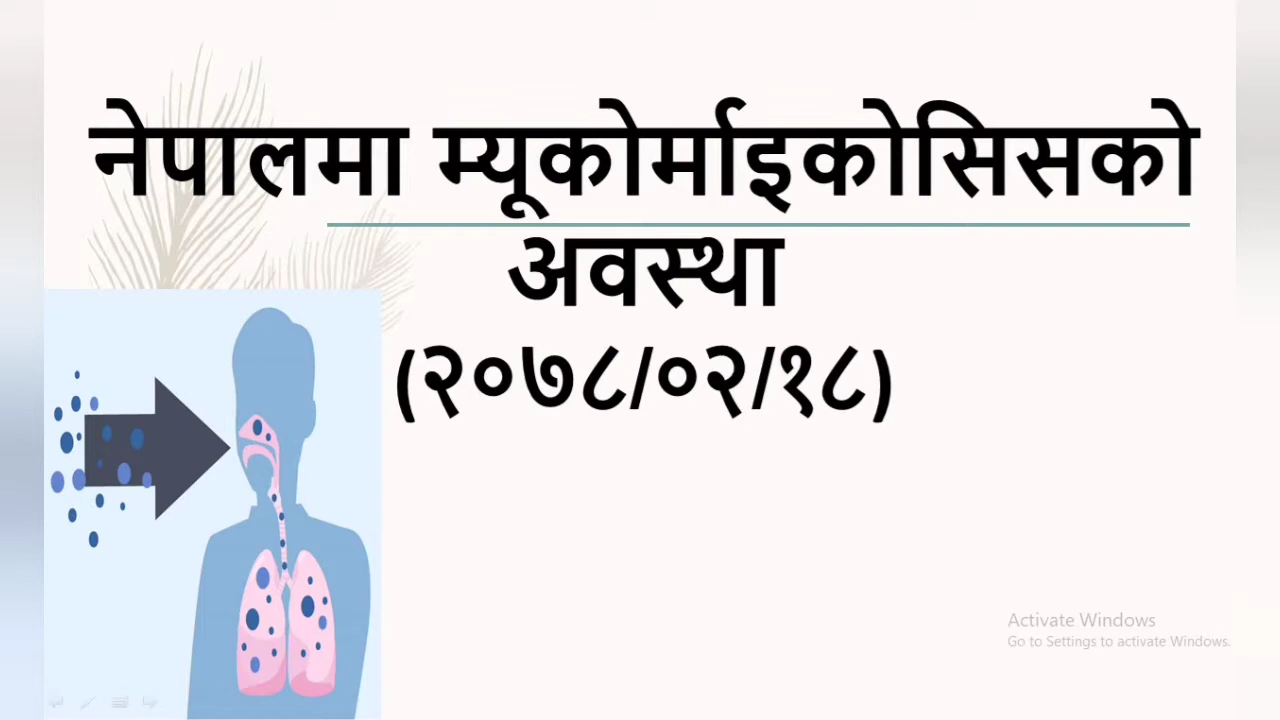 नेपालमा म्यूकोर्माइकोसिसको
अवस्था
(२०७८/०२/१८)
Activate Windows
Go to Settings to activate Windows.